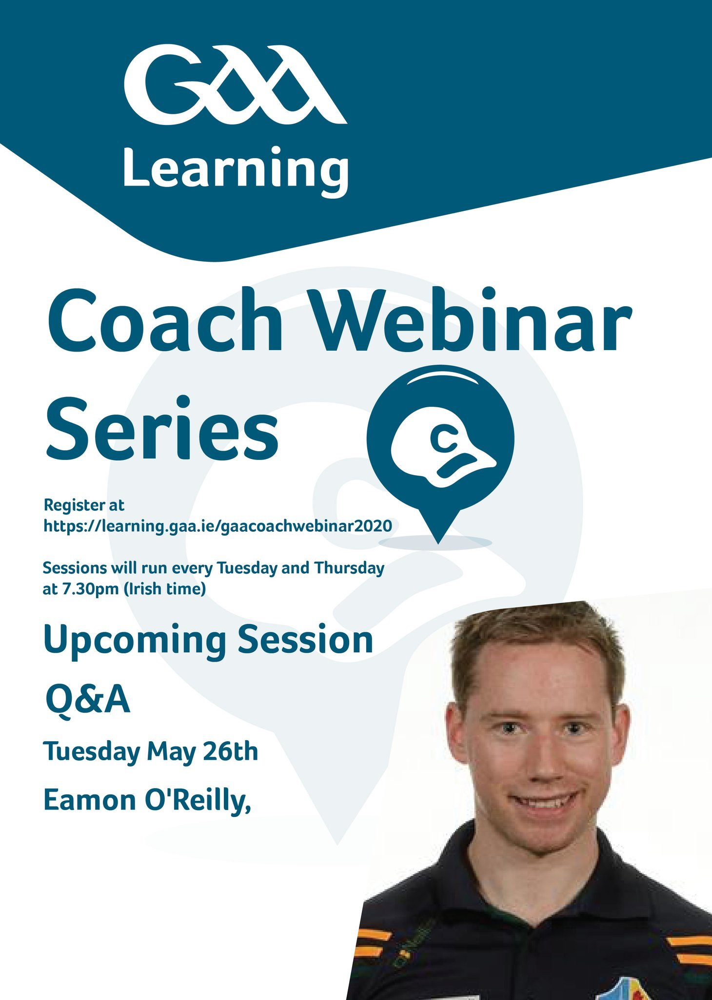 GAA
Learning
Coach Webinar
Series
C
Register at
https://learning.gaa.ie/gaacoachwebinar2020
Sessions will run every Tuesday and Thursday
at 7.30pm (Irish time)
Upcoming Session
Q&A
Tuesday May 26th
Eamon O'Reilly,